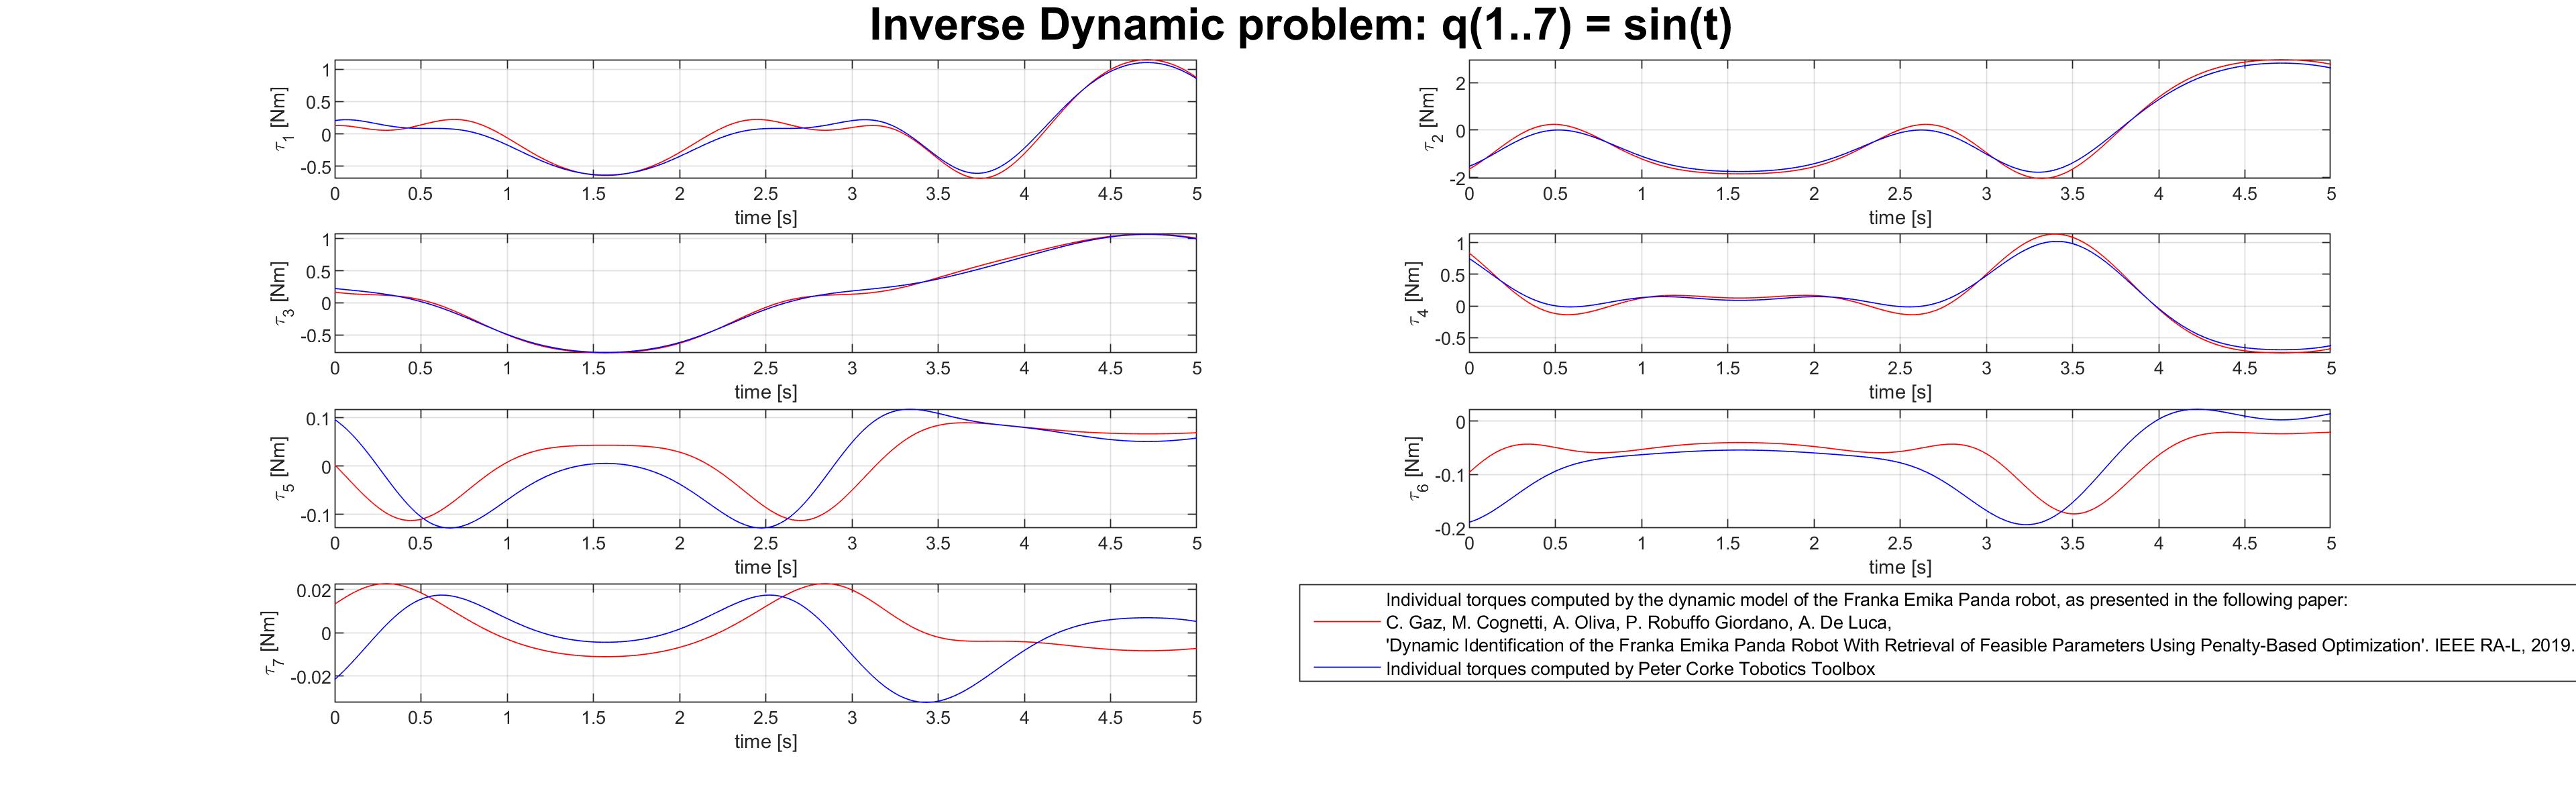 Inverse Dynamic problem: q(1..7) = sin(t)
1
0.5
0
-0.5
τ1 [Nm]
0 0.5 1 1.5 2 2.5 3 3.5 4 4.5 5
time [s]
2
0
-2
τ2 [Nm]
0 0.5 1 1.5 2 2.5 3 3.5 4 4.5 5
time [s]
1
0.5
0
-0.5
τ3 [Nm]
0 0.5 1 1.5 2 2.5 3 3.5 4 4.5 5
time [s]
1
0.5
0
-0.5
τ4 [Nm]
0 0.5 1 1.5 2 2.5 3 3.5 4 4.5 5
time [s]
0.1
0
-0.1
τ5 [Nm]
0 0.5 1 1.5 2 2.5 3 3.5 4 4.5 5
time [s]
0
-0.1
-0.2
τ6 [Nm]
0 0.5 1 1.5 2 2.5 3 3.5 4 4.5 5
time [s]
0.02
0
-0.02
τ7 [Nm]
0 0.5 1 1.5 2 2.5 3 3.5 4 4.5 5
time [s]
Individual torques computed by the dynamic model of the Franka Emika Panda robot, as presented in the following paper:
C. Gaz, M. Cognetti, A. Oliva, P. Robuffo Giordano, A. De Luca,
'Dynamic Identification of the Franka Emika Panda Robot With Retrieval of Feasible Parameters Using Penalty-Based Optimization'. IEEE RA-L, 2019.
Individual torques computed by Peter Corke Tobotics Toolbox